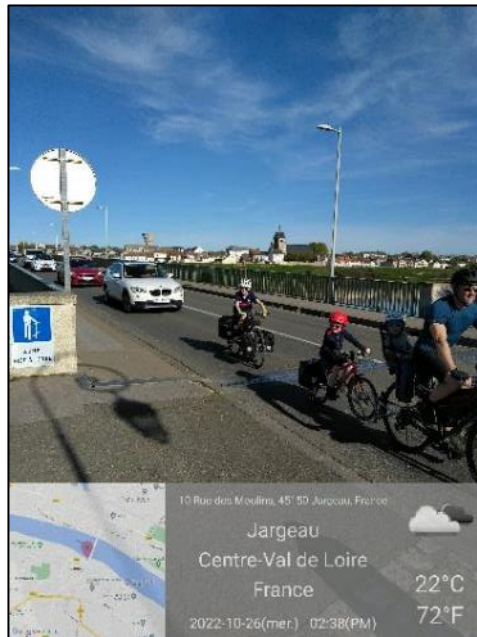 10 Rue des Moulins, 45150 Jargeau, France
Jargeau
Centre-Val de Loire
France
22°C
72°F
2022-10-26(mer.) 02:38(PM)